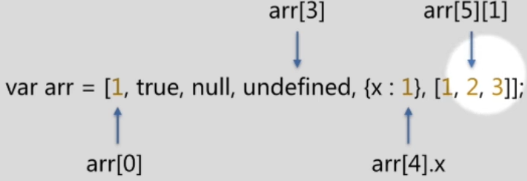 arr[3] arr[5][1]
var arr = [1, true, null, undefined, {x : 1}, [1, 2, 3]];
arr[0] arr[4].x